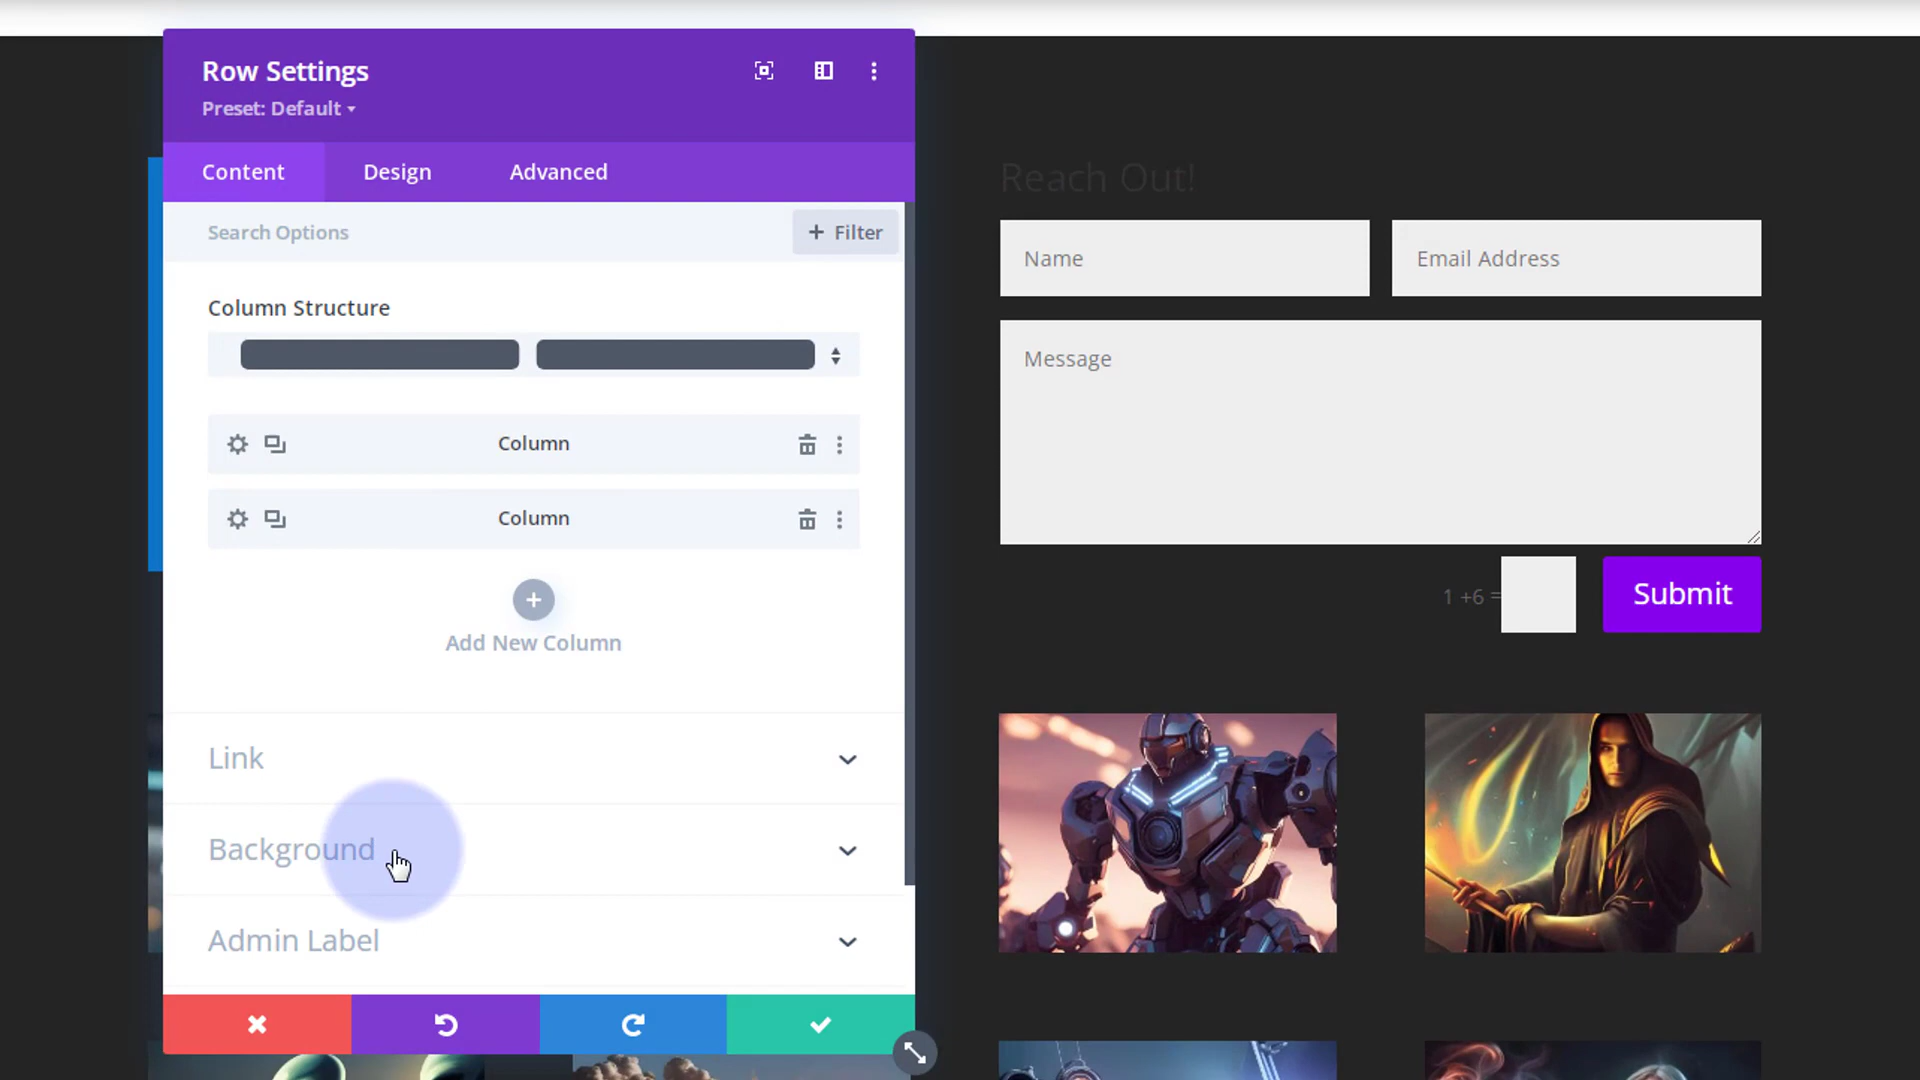 Row Settings
Preset: Default
Content Design Advanced
Search Options
+ Filter
Column Structure
Column
Column
Add New Column
Link
Background
Admin Label
Reach Out!
Name
Email Address
Message
1 +6 =
Submit